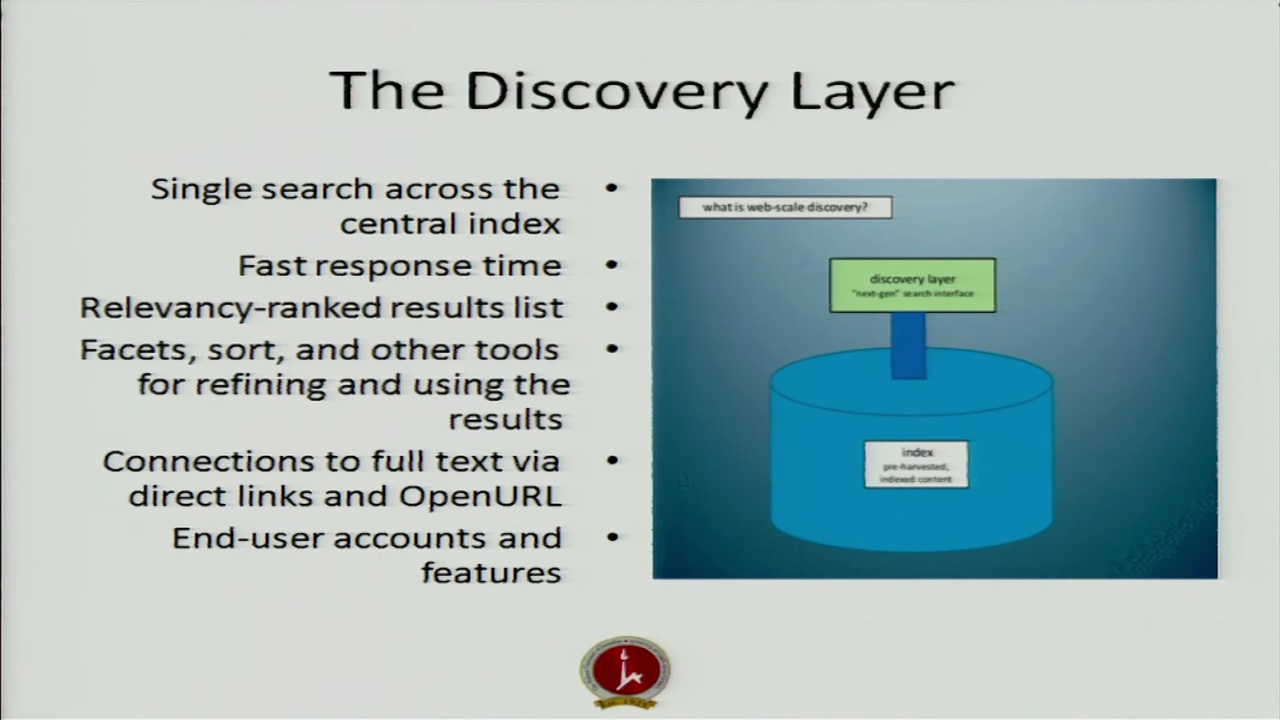 The Discovery Layer
Single search across the •
central index
Fast response time •
Relevancy-ranked results list •
Facets, sort, and other tools •
for refining and using the
results
Connections to full text via •
direct links and OpenURL
End-user accounts and •
features
what is web-scale discovery?
discovery layer
"next-gen" search interface
index
pre-harvested,
indexed content